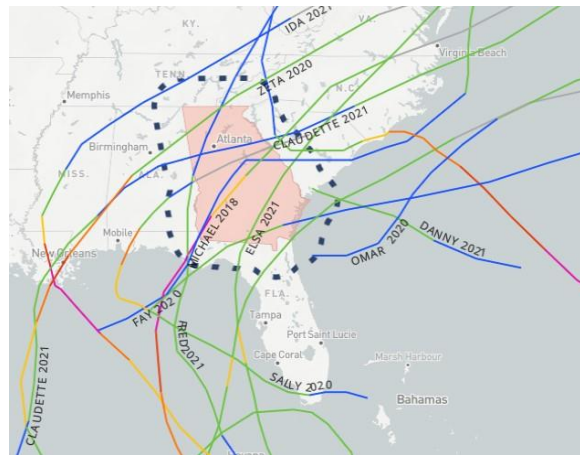 IDA 2021
KY.
VA.
Virginia Beach
TENN.
ZETA 2020
N.C.
Memphis
CLAUDETTE 2021
Atlanta
Birmingham
MISS.
ALA.
MICHAEL 2018
ELSA 2021
Mobile
New Orleans
OMAR 2020
DANNY 2021
FAY 2020
FLA.
Tampa
Port Saint Lucie
FRED 2021
CLAUDETTE 2021
Cape Coral
Marsh Harbour
SALLY 2020
Bahamas